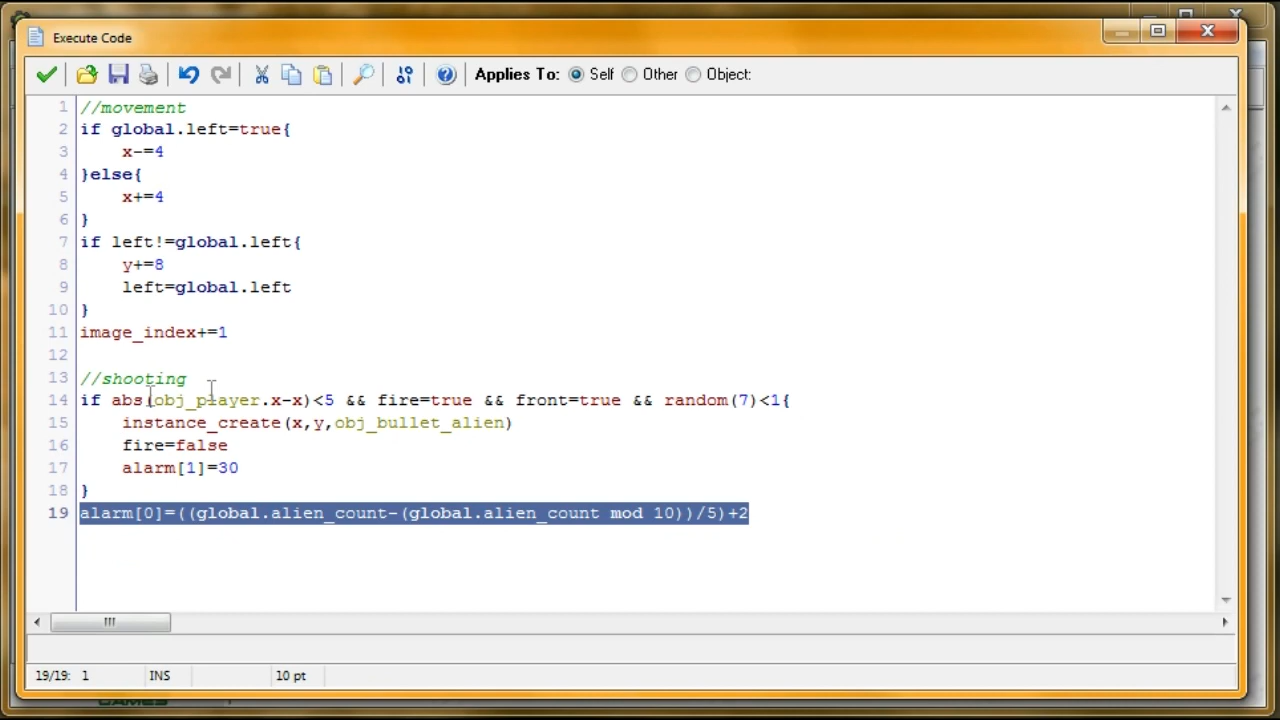 Execute Code
Applies To: Self Other Object:
1 //movement
2 if global.left=true{
3 x-=4
4 }else{
5 x+=4
6 }
7 if left!=global.left{
8 y+=8
9 left=global.left
10 }
11 image_index+=1
12
13 //shooting
14 if abs(obj_player.x-x)<5 && fire=true && front=true && random(7)<1{
15 instance_create(x,y,obj_bullet_alien)
16 fire=false
17 alarm[1]=30
18 }
19 alarm[0]=((global.alien_count-(global.alien_count mod 10))/5)+2
19/19: 1 INS 10 pt
GAMES